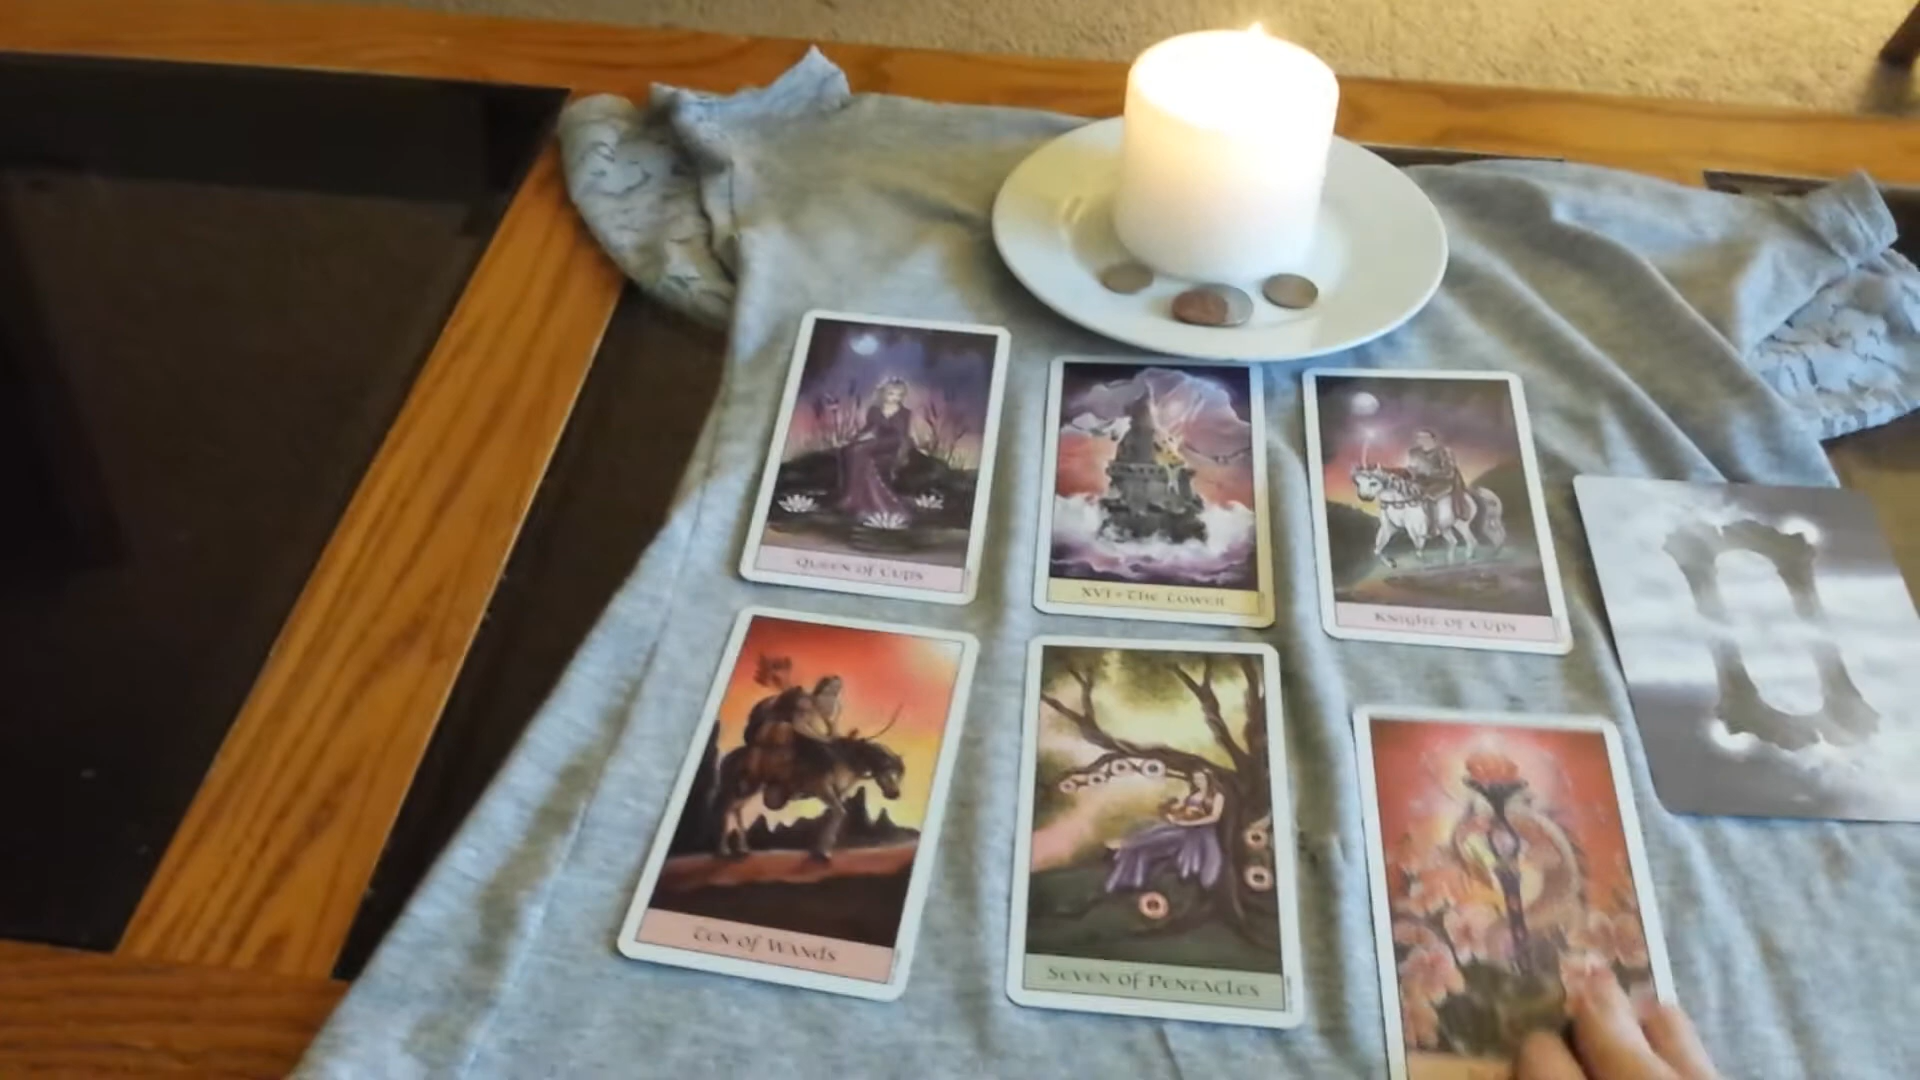 Queen of Cups
XVI • The Tower
Knight of Cups
Ten of Wands
Seven of Pentacles